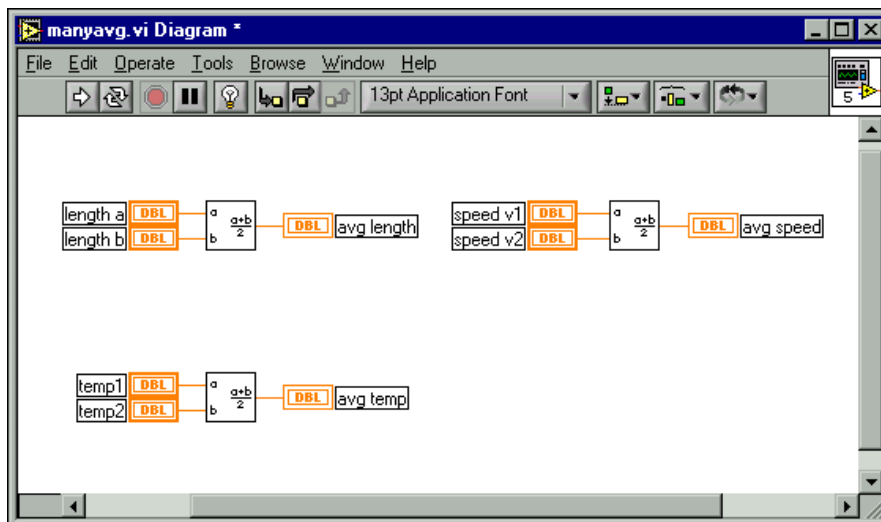 manyavg.vi Diagram *
File Edit Operate Tools Browse Window Help
13pt Application Font
5
length a DBL a a+b DBL avg length
length b DBL b 2
speed v1 DBL a a+b DBL avg speed
speed v2 DBL b 2
temp1 DBL a a+b DBL avg temp
temp2 DBL b 2